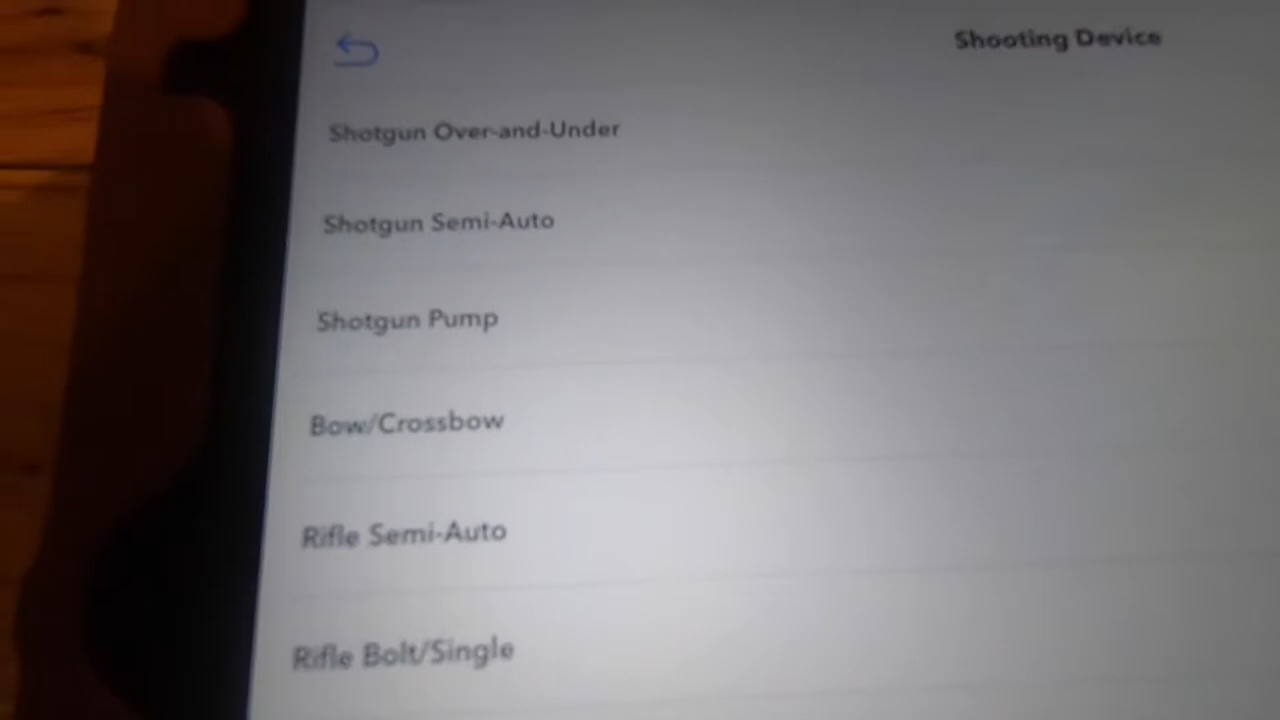 Shooting Device
Shotgun Over-and-Under
Shotgun Semi-Auto
Shotgun Pump
Bow/Crossbow
Rifle Semi-Auto
Rifle Bolt/Single